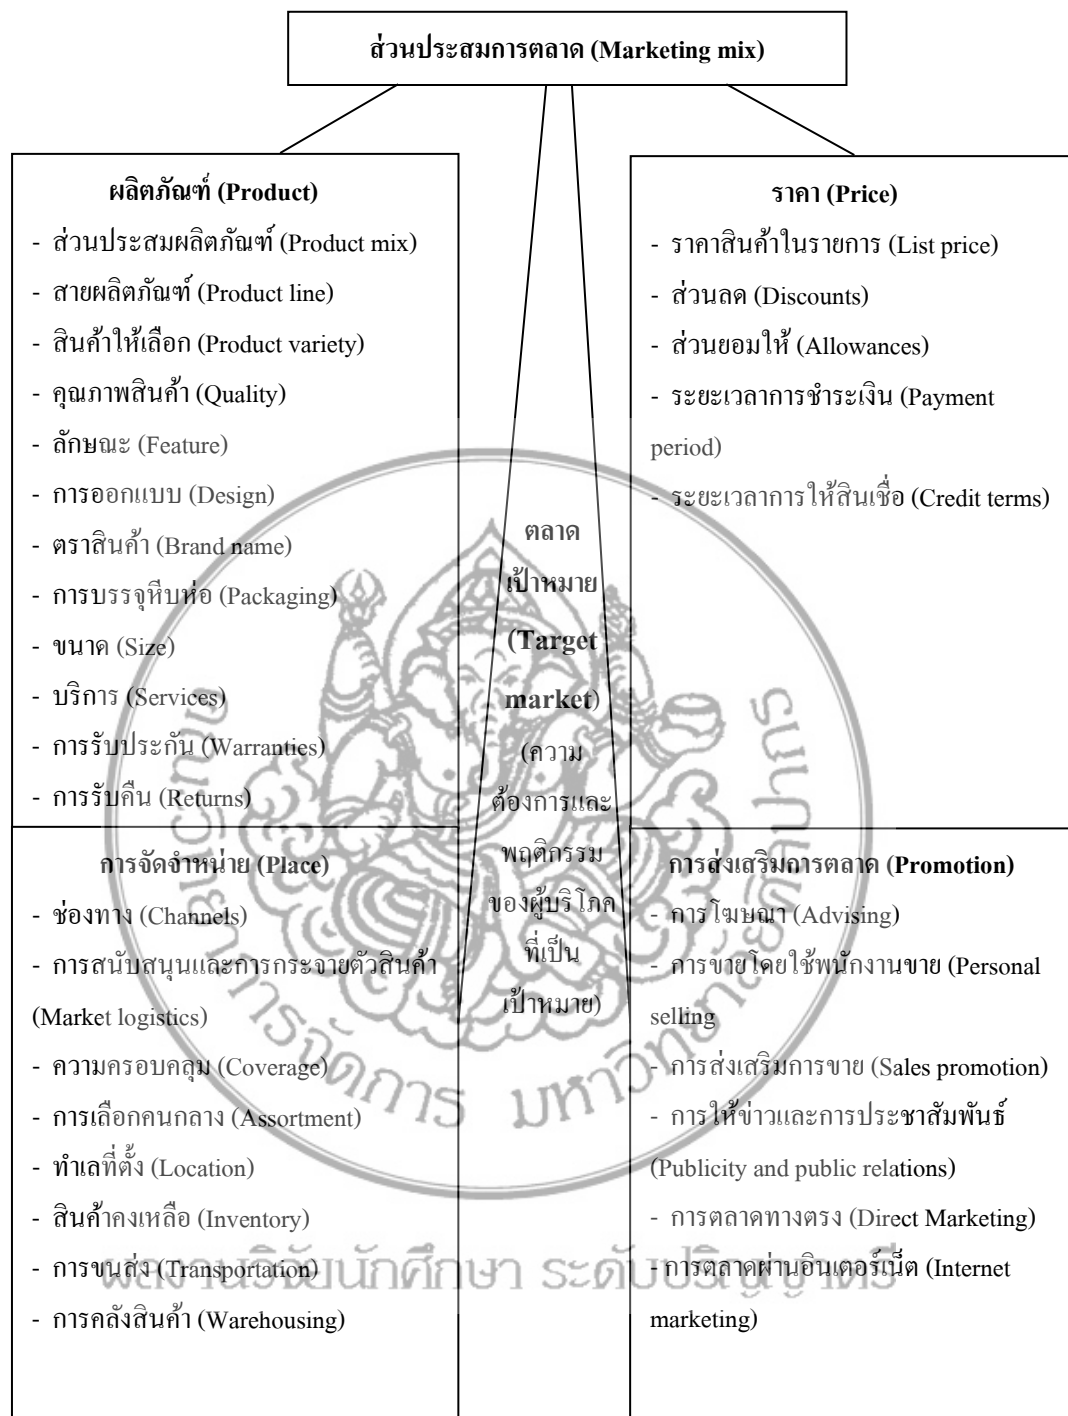 ส่วนประสมการตลาด (Marketing mix)
ผลิตภัณฑ์ (Product)
- ส่วนประสมผลิตภัณฑ์ (Product mix)
- สายผลิตภัณฑ์ (Product line)
- สินค้าให้เลือก (Product variety)
- คุณภาพสินค้า (Quality)
- ลักษณะ (Feature)
- การออกแบบ (Design)
- ตราสินค้า (Brand name)
- การบรรจุหีบห่อ (Packaging)
- ขนาด (Size)
- บริการ (Services)
- การรับประกัน (Warranties)
- การรับคืน (Returns)
ราคา (Price)
- ราคาสินค้าในรายการ (List price)
- ส่วนลด (Discounts)
- ส่วนยอมให้ (Allowances)
- ระยะเวลาการชำระเงิน (Payment
period)
- ระยะเวลาการให้สินเชื่อ (Credit terms)
ตลาด
เป้าหมาย
(Target
market)
(ความ
ต้องการและ
พฤติกรรม
ของผู้บริโภค
ที่เป็น
เป้าหมาย)
การจัดจำหน่าย (Place)
- ช่องทาง (Channels)
- การสนับสนุนและการกระจายตัวสินค้า
(Market logistics)
- ความครอบคลุม (Coverage)
- การเลือกคนกลาง (Assortment)
- ทำเลที่ตั้ง (Location)
- สินค้าคงเหลือ (Inventory)
- การขนส่ง (Transportation)
- การคลังสินค้า (Warehousing)
การส่งเสริมการตลาด (Promotion)
- การโฆษณา (Advising)
- การขายโดยใช้พนักงานขาย (Personal
selling
- การส่งเสริมการขาย (Sales promotion)
- การให้ข่าวและการประชาสัมพันธ์
(Publicity and public relations)
- การตลาดทางตรง (Direct Marketing)
- การตลาดผ่านอินเตอร์เน็ต (Internet
marketing)
มหาวิทยาลัยศิลปากร
ผลงานวิจัยนักศึกษา ระดับปริญญาตรี